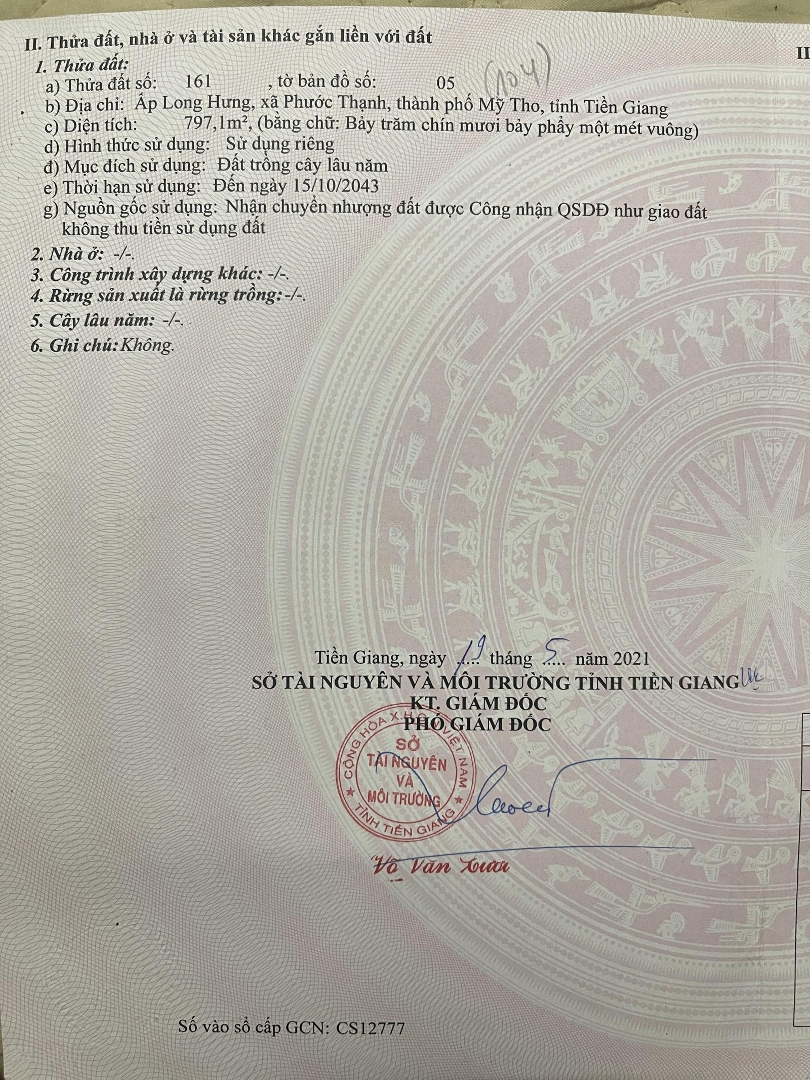 II. Thửa đất, nhà ở và tài sản khác gắn liền với đất
II
1. Thửa đất:
a) Thửa đất số: 161 , tờ bản đồ số: 05 (104)
b) Địa chỉ: Ấp Long Hưng, xã Phước Thạnh, thành phố Mỹ Tho, tỉnh Tiền Giang
c) Diện tích: 797,1m², (bằng chữ: Bảy trăm chín mươi bảy phẩy một mét vuông)
d) Hình thức sử dụng: Sử dụng riêng
đ) Mục đích sử dụng: Đất trồng cây lâu năm
e) Thời hạn sử dụng: Đến ngày 15/10/2043
g) Nguồn gốc sử dụng: Nhận chuyển nhượng đất được Công nhận QSDĐ như giao đất
không thu tiền sử dụng đất
2. Nhà ở: -/-.
3. Công trình xây dựng khác: -/-.
4. Rừng sản xuất là rừng trồng: -/-.
5. Cây lâu năm: -/-.
6. Ghi chú: Không.
Tiền Giang, ngày 19 tháng 5 năm 2021
SỞ TÀI NGUYÊN VÀ MÔI TRƯỜNG TỈNH TIỀN GIANG
KT. GIÁM ĐỐC
PHÓ GIÁM ĐỐC
CỘNG HÒA X.H.C.N VIỆT NAM
SỞ
TÀI NGUYÊN
VÀ
MÔI TRƯỜNG
★ TỈNH TIỀN GIANG ★
Võ Văn
Số vào sổ cấp GCN: CS12777